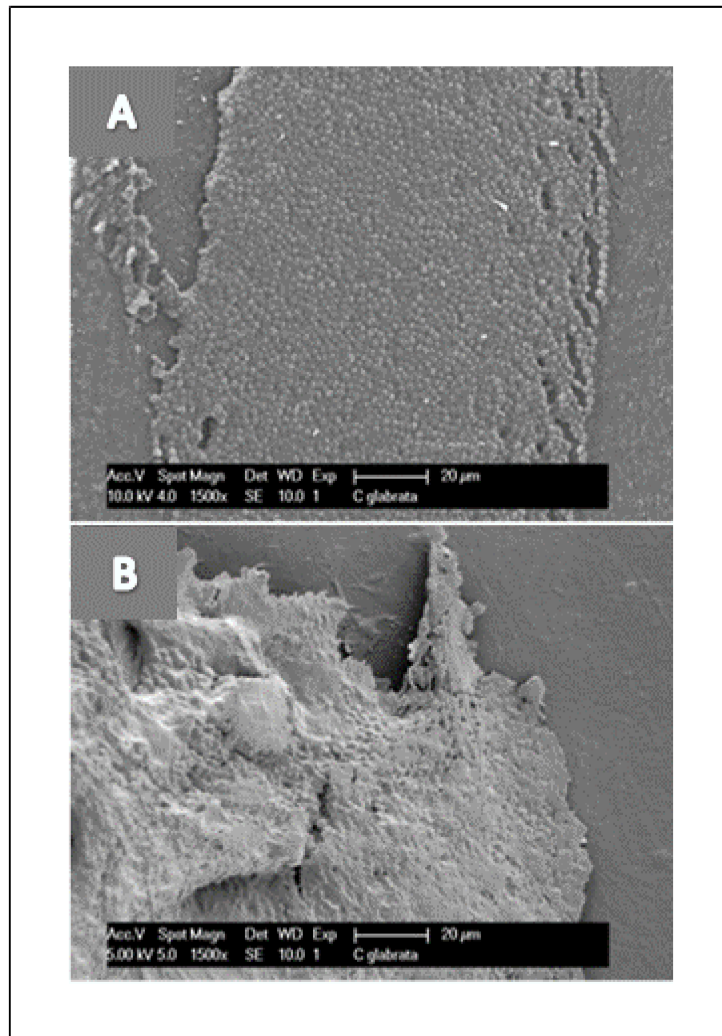 A
Acc.V Spot Magn Det WD Exp 20 µm
10.0 kV 4.0 1500x SE 10.0 1 C glabrata
B
Acc.V Spot Magn Det WD Exp 20 µm
5.00 kV 5.0 1500x SE 10.0 1 C glabrata